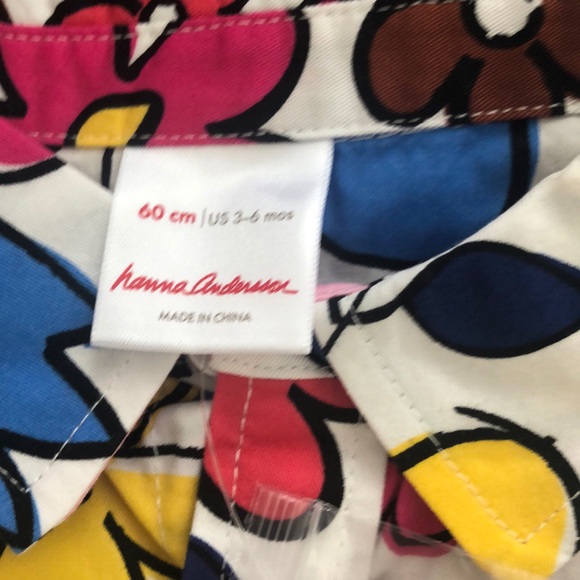 60 cm | US 3-6 mos
hanna Andersson
MADE IN CHINA